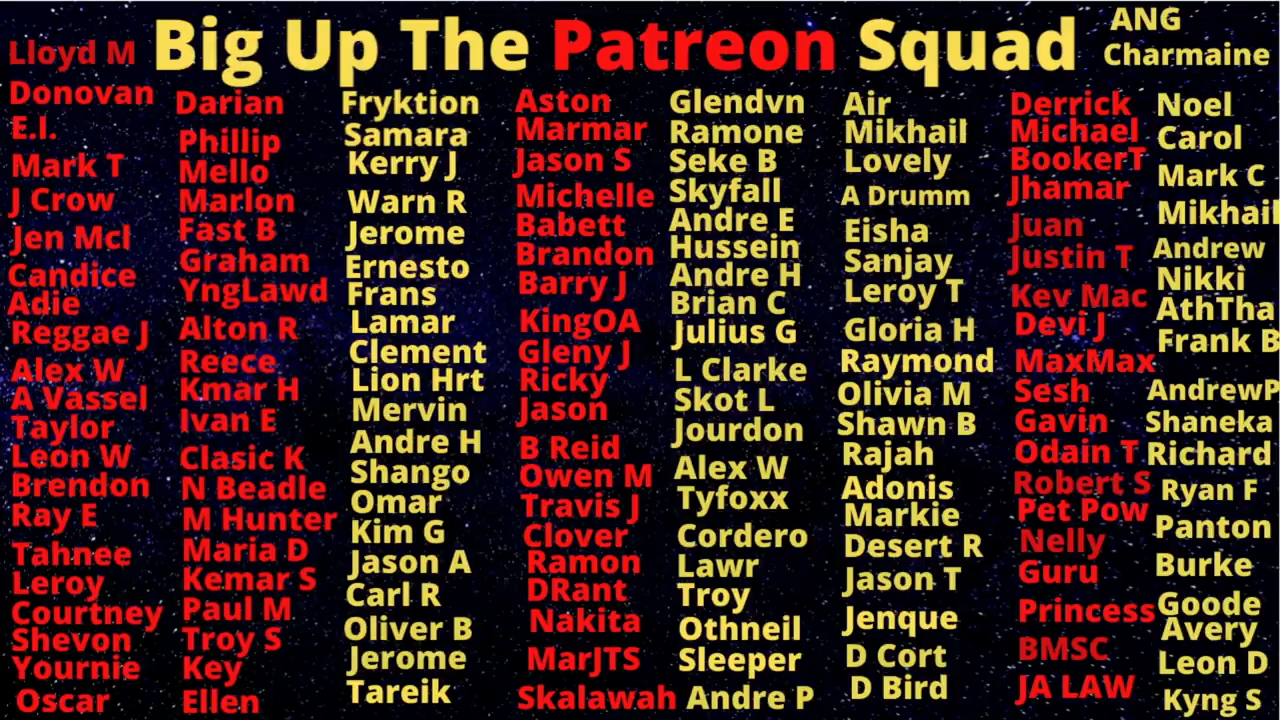 Big Up The Patreon Squad
Lloyd M
Donovan
E.I.
Mark T
J Crow
Jen Mcl
Candice
Adie
Reggae J
Alex W
A Vassel
Taylor
Leon W
Brendon
Ray E
Tahnee
Leroy
Courtney
Shevon
Yournie
Oscar
Darian
Phillip
Mello
Marlon
Fast B
Graham
YngLawd
Alton R
Reece
Kmar H
Ivan E
Clasic K
N Beadle
M Hunter
Maria D
Kemar S
Paul M
Troy S
Key
Ellen
Fryktion
Samara
Kerry J
Warn R
Jerome
Ernesto
Frans
Lamar
Clement
Lion Hrt
Mervin
Andre H
Shango
Omar
Kim G
Jason A
Carl R
Oliver B
Jerome
Tareik
Aston
Marmar
Jason S
Michelle
Babett
Brandon
Barry J
KingOA
Gleny J
Ricky
Jason
B Reid
Owen M
Travis J
Clover
Ramon
DRant
Nakita
MarJTS
Skalawah
Glendvn
Ramone
Seke B
Skyfall
Andre E
Hussein
Andre H
Brian C
Julius G
L Clarke
Skot L
Jourdon
Alex W
Tyfoxx
Cordero
Lawr
Troy
Othneil
Sleeper
Andre P
Air
Mikhail
Lovely
A Drumm
Eisha
Sanjay
Leroy T
Gloria H
Raymond
Olivia M
Shawn B
Rajah
Adonis
Markie
Desert R
Jason T
Jenque
D Cort
D Bird
Derrick
Michael
BookerT
Jhamar
Juan
Justin T
Kev Mac
Devi J
MaxMax
Sesh
Gavin
Odain T
Robert S
Pet Pow
Nelly
Guru
Princess
BMSC
JA LAW
ANG
Charmaine
Noel
Carol
Mark C
Mikhail
Andrew
Nikki
AthTha
Frank B
AndrewP
Shaneka
Richard
Ryan F
Panton
Burke
Goode
Avery
Leon D
Kyng S